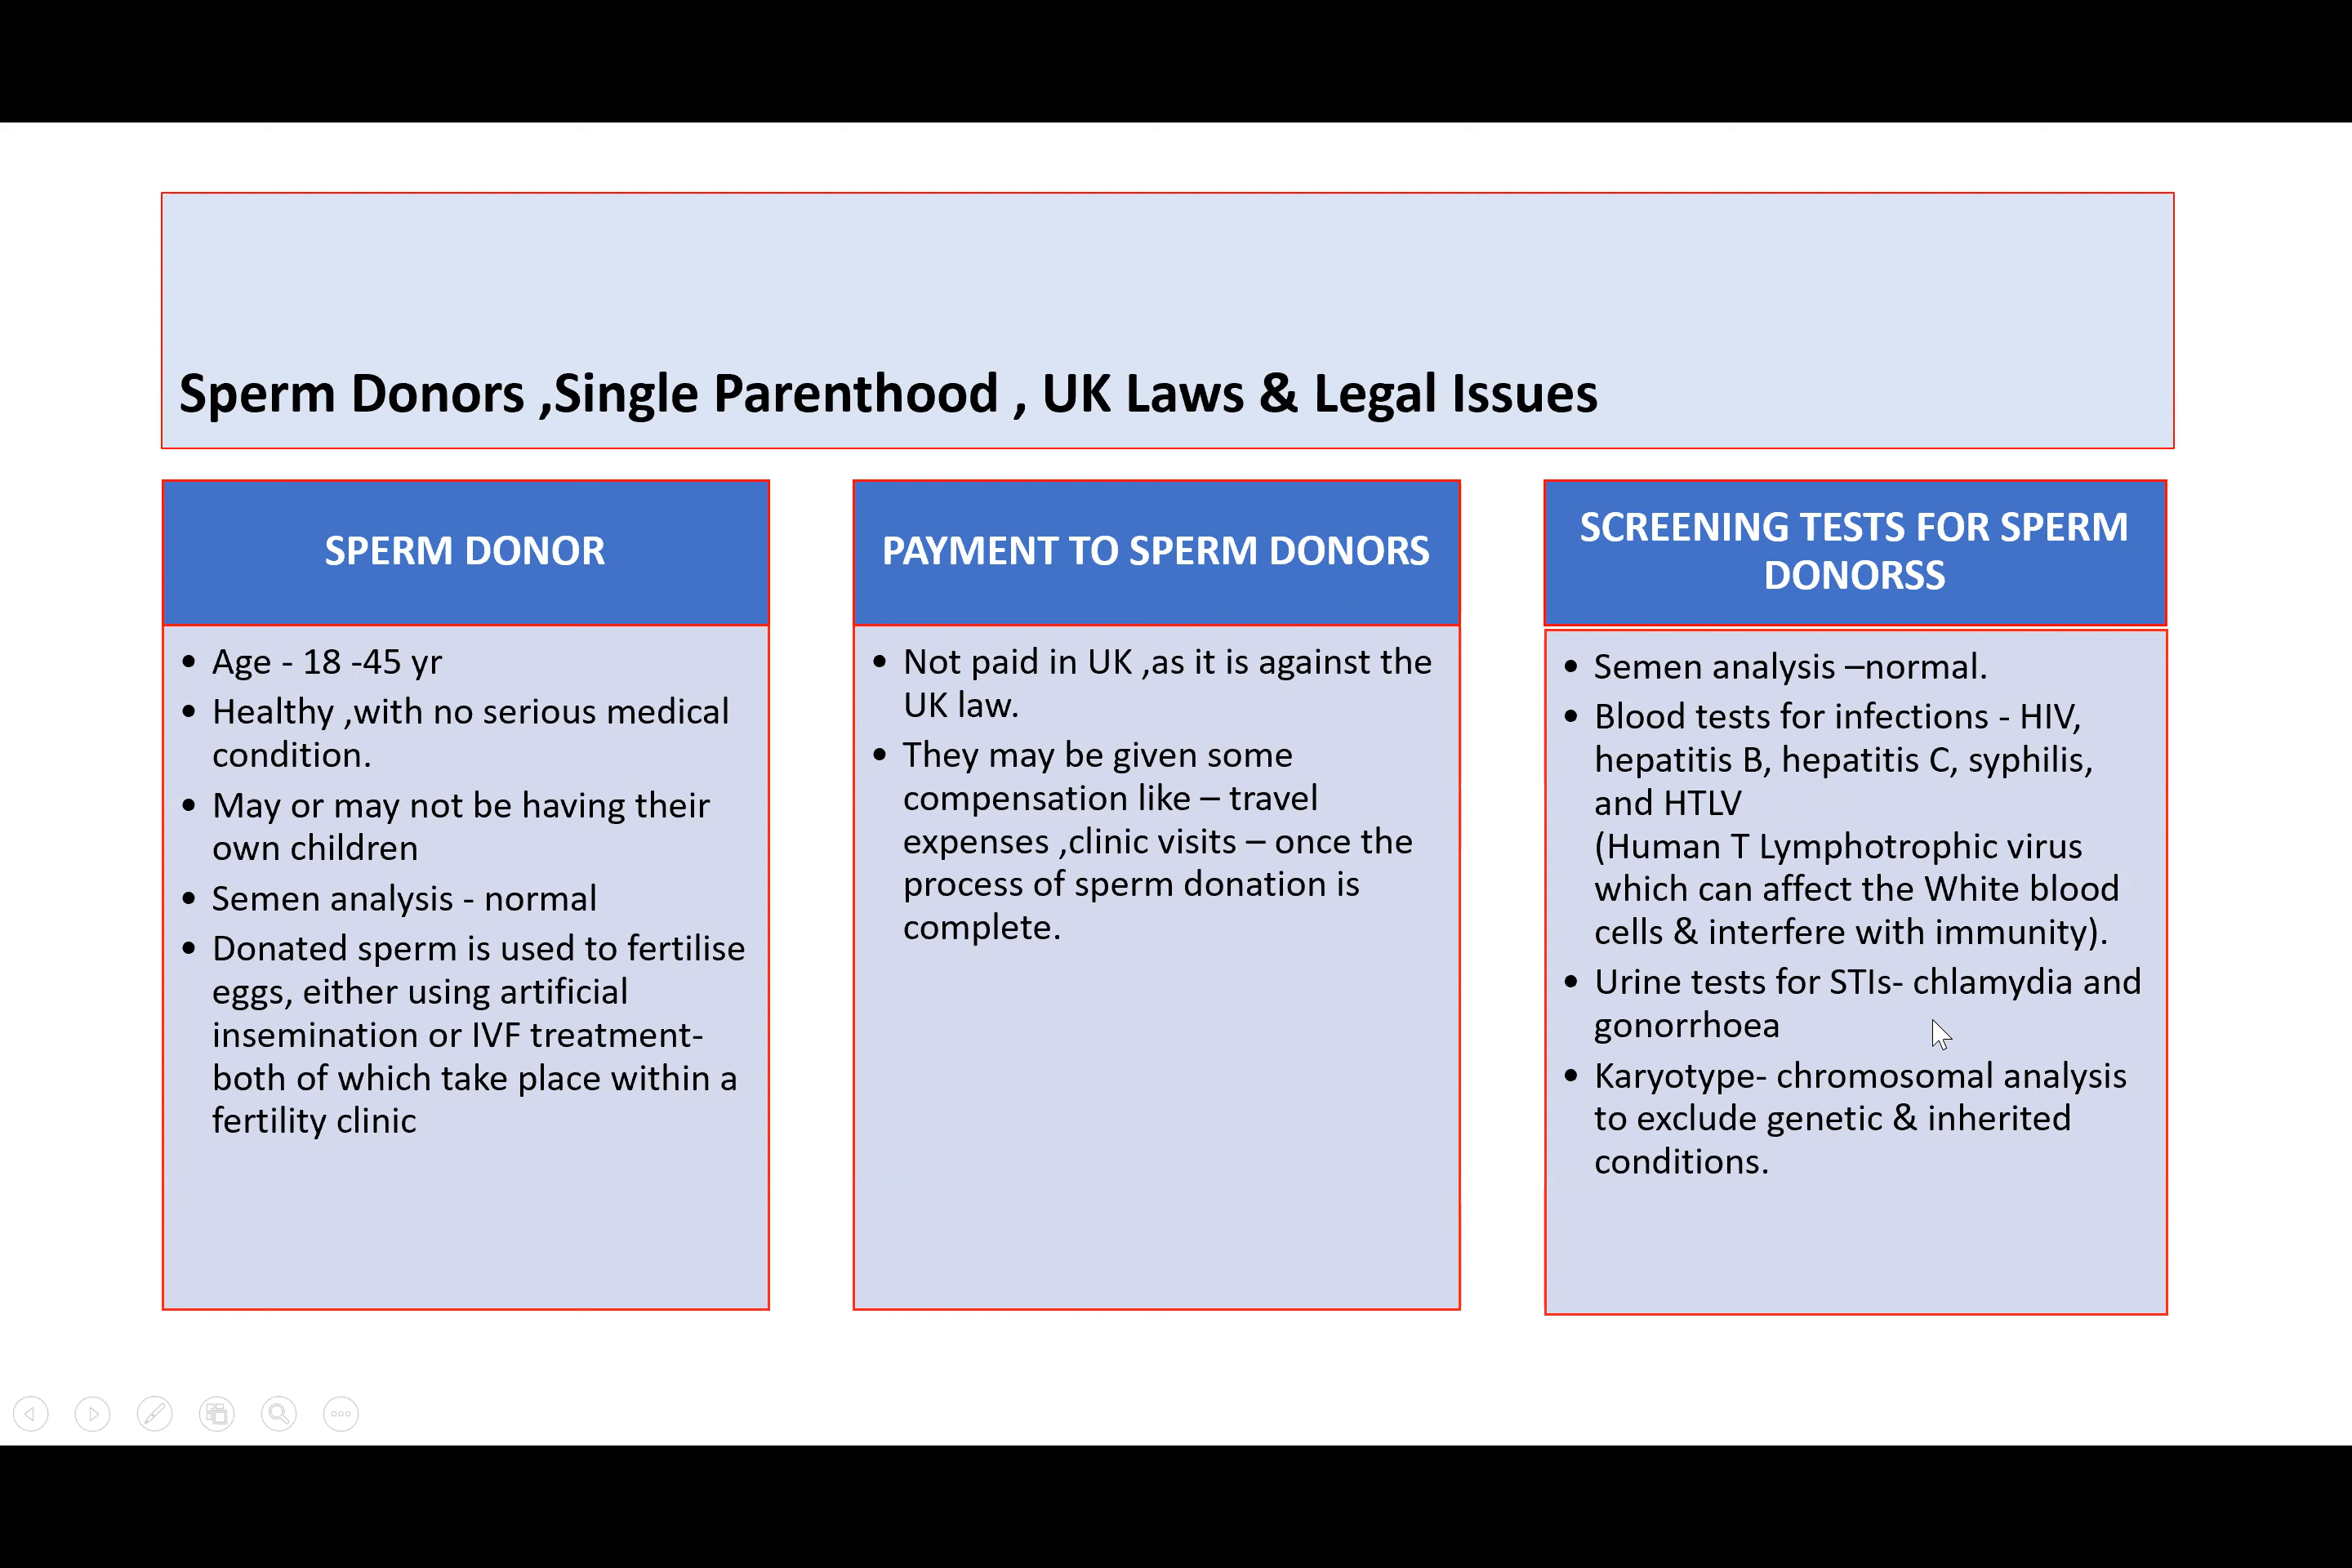 Sperm Donors ,Single Parenthood , UK Laws & Legal Issues
SPERM DONOR
• Age - 18 -45 yr
• Healthy ,with no serious medical
condition.
• May or may not be having their
own children
• Semen analysis - normal
• Donated sperm is used to fertilise
eggs, either using artificial
insemination or IVF treatment-
both of which take place within a
fertility clinic
PAYMENT TO SPERM DONORS
• Not paid in UK ,as it is against the
UK law.
• They may be given some
compensation like – travel
expenses ,clinic visits – once the
process of sperm donation is
complete.
SCREENING TESTS FOR SPERM
DONORSS
• Semen analysis –normal.
• Blood tests for infections - HIV,
hepatitis B, hepatitis C, syphilis,
and HTLV
(Human T Lymphotrophic virus
which can affect the White blood
cells & interfere with immunity).
• Urine tests for STIs- chlamydia and
gonorrhoea
• Karyotype- chromosomal analysis
to exclude genetic & inherited
conditions.